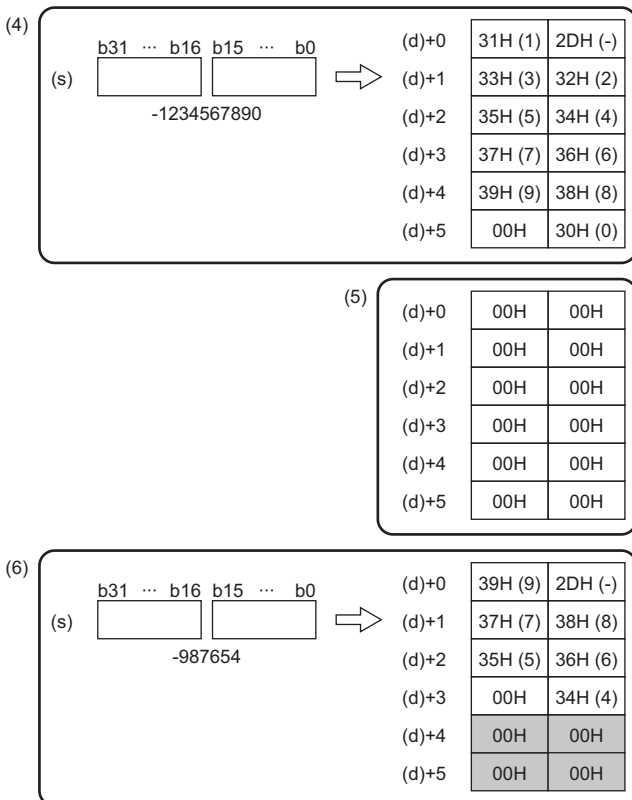 (4)
b31 ··· b16 b15 ··· b0
(s)
-1234567890
(d)+0 31H (1) 2DH (-)
(d)+1 33H (3) 32H (2)
(d)+2 35H (5) 34H (4)
(d)+3 37H (7) 36H (6)
(d)+4 39H (9) 38H (8)
(d)+5 00H 30H (0)
(5)
(d)+0 00H 00H
(d)+1 00H 00H
(d)+2 00H 00H
(d)+3 00H 00H
(d)+4 00H 00H
(d)+5 00H 00H
(6)
b31 ··· b16 b15 ··· b0
(s)
-987654
(d)+0 39H (9) 2DH (-)
(d)+1 37H (7) 38H (8)
(d)+2 35H (5) 36H (6)
(d)+3 00H 34H (4)
(d)+4 00H 00H
(d)+5 00H 00H